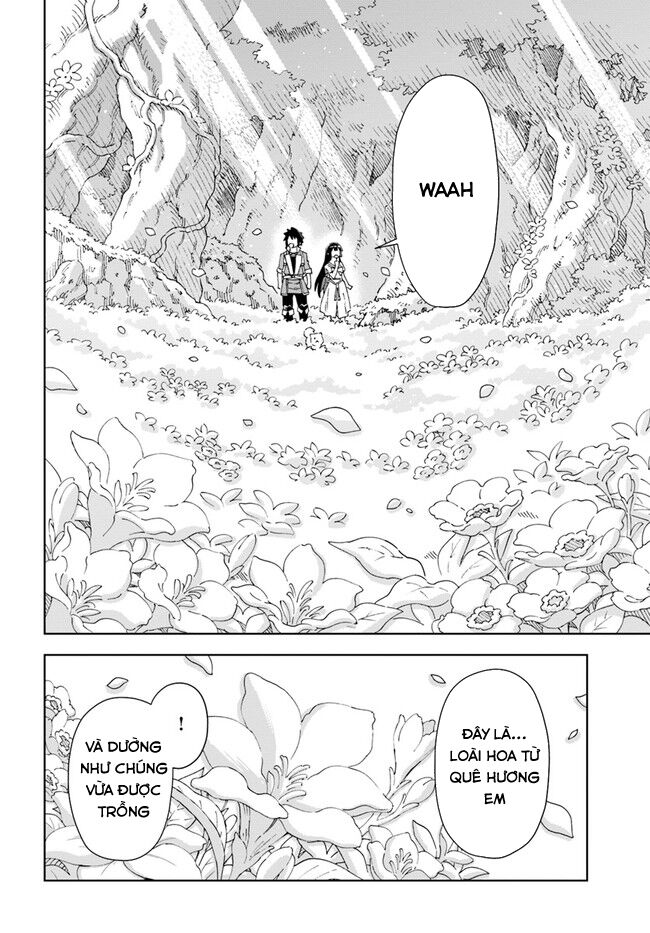 WAAH
ĐÂY LÀ...
LOÀI HOA TỪ
QUÊ HƯƠNG
EM
!
VÀ DƯỜNG
NHƯ CHÚNG
VỪA ĐƯỢC
TRỒNG